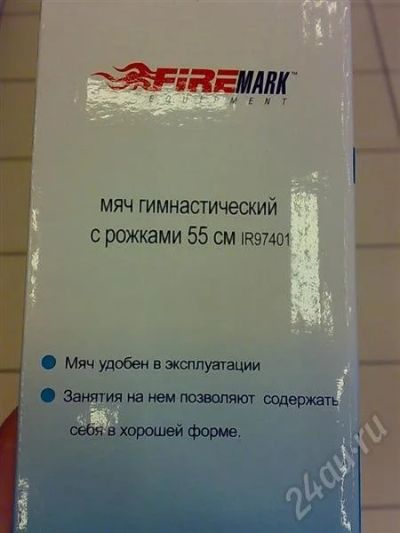 FIREMARK™
EQUIPMENT
мяч гимнастический
с рожками 55 см IR97401
Мяч удобен в эксплуатации
Занятия на нем позволяют содержать
себя в хорошей форме.
24au.ru